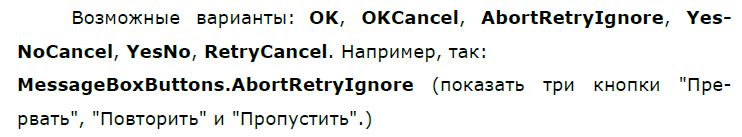 Возможные варианты: OK, OKCancel, AbortRetryIgnore, Yes-
NoCancel, YesNo, RetryCancel. Например, так:
MessageBoxButtons.AbortRetryIgnore (показать три кнопки "Пре-
рвать", "Повторить" и "Пропустить".)